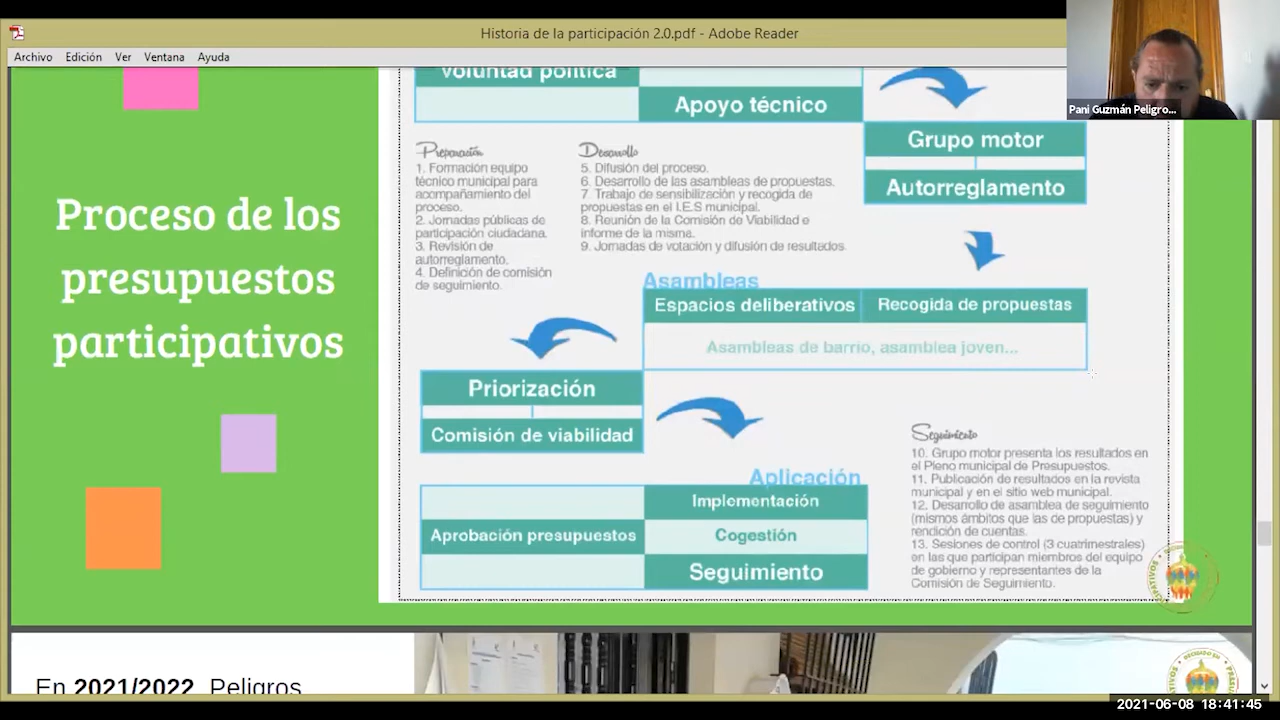 Historia de la participación 2.0.pdf - Adobe Reader
Archivo Edición Ver Ventana Ayuda
Pani Guzmán Peligro...
Proceso de los
presupuestos
participativos
Voluntad política
Apoyo técnico
Grupo motor
Autorreglamento
Preparación
1. Formación equipo
técnico municipal para
acompañamiento del
proceso.
2. Jornadas públicas de
participación ciudadana.
3. Revisión de
autorreglamento.
4. Definición de comisión
de seguimiento.
Desarrollo
5. Difusión del proceso.
6. Desarrollo de las asambleas de propuestas.
7. Trabajo de sensibilización y recogida de
propuestas en el I.E.S municipal.
8. Reunión de la Comisión de Viabilidad e
informe de la misma.
9. Jornadas de votación y difusión de resultados.
Asambleas
Espacios deliberativos Recogida de propuestas
Asambleas de barrio, asamblea joven...
Priorización
Comisión de viabilidad
Aplicación
Implementación
Aprobación presupuestos Cogestión
Seguimiento
Seguimiento
10. Grupo motor presenta los resultados en
el Pleno municipal de Presupuestos.
11. Publicación de resultados en la revista
municipal y en el sitio web municipal.
12. Desarrollo de asamblea de seguimiento
(mismos ámbitos que las de propuestas) y
rendición de cuentas.
13. Sesiones de control (3 cuatrimestrales)
en las que participan miembros del equipo
de gobierno y representantes de la
Comisión de Seguimiento.
En 2021/2022 Peligros
2021-06-08 18:41:45